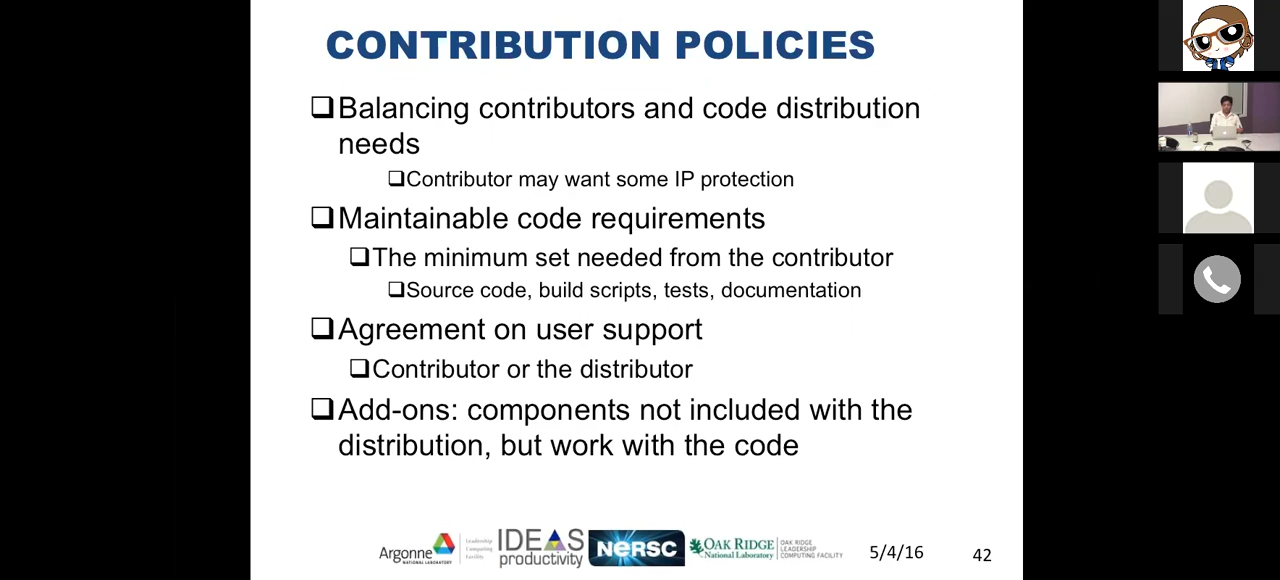 CONTRIBUTION POLICIES
❑Balancing contributors and code distribution
needs
❑Contributor may want some IP protection
❑Maintainable code requirements
❑The minimum set needed from the contributor
❑Source code, build scripts, tests, documentation
❑Agreement on user support
❑Contributor or the distributor
❑Add-ons: components not included with the
distribution, but work with the code
Argonne
NATIONAL LABORATORY
Leadership
Computing
Facility
IDEAS
productivity
NERSC
OAK RIDGE
National Laboratory
OAK RIDGE
LEADERSHIP
COMPUTING FACILITY
5/4/16
42